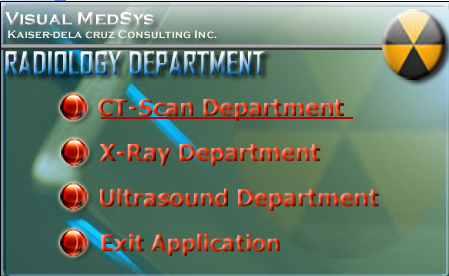 Visual MedSys
Kaiser-dela cruz Consulting Inc.
RADIOLOGY DEPARTMENT
CT-Scan Department
X-Ray Department
Ultrasound Department
Exit Application